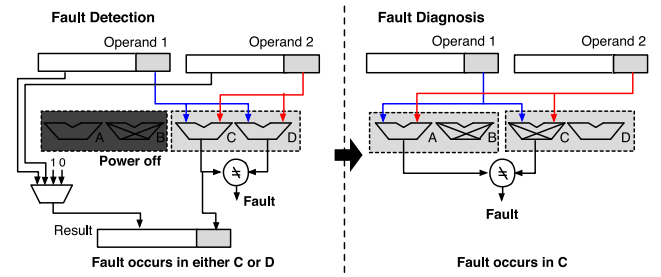 Fault Detection
Operand 1
Operand 2
A
B
C
D
Power off
1 0
≠
Fault
Result
Fault occurs in either C or D
Fault Diagnosis
Operand 1
Operand 2
A
B
C
D
≠
Fault
Fault occurs in C